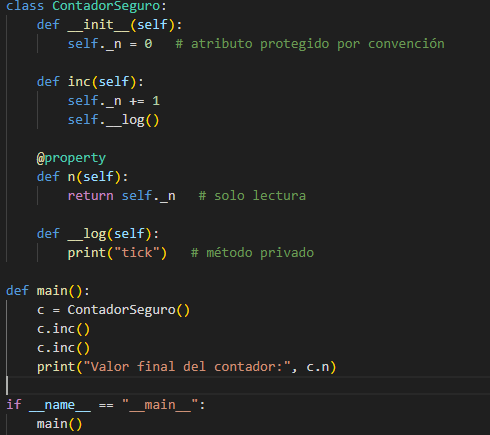 class ContadorSeguro:
    def __init__(self):
        self._n = 0   # atributo protegido por convención

    def inc(self):
        self._n += 1
        self.__log()

    @property
    def n(self):
        return self._n   # solo lectura

    def __log(self):
        print("tick")   # método privado

def main():
    c = ContadorSeguro()
    c.inc()
    c.inc()
    print("Valor final del contador:", c.n)

if __name__ == "__main__":
    main()